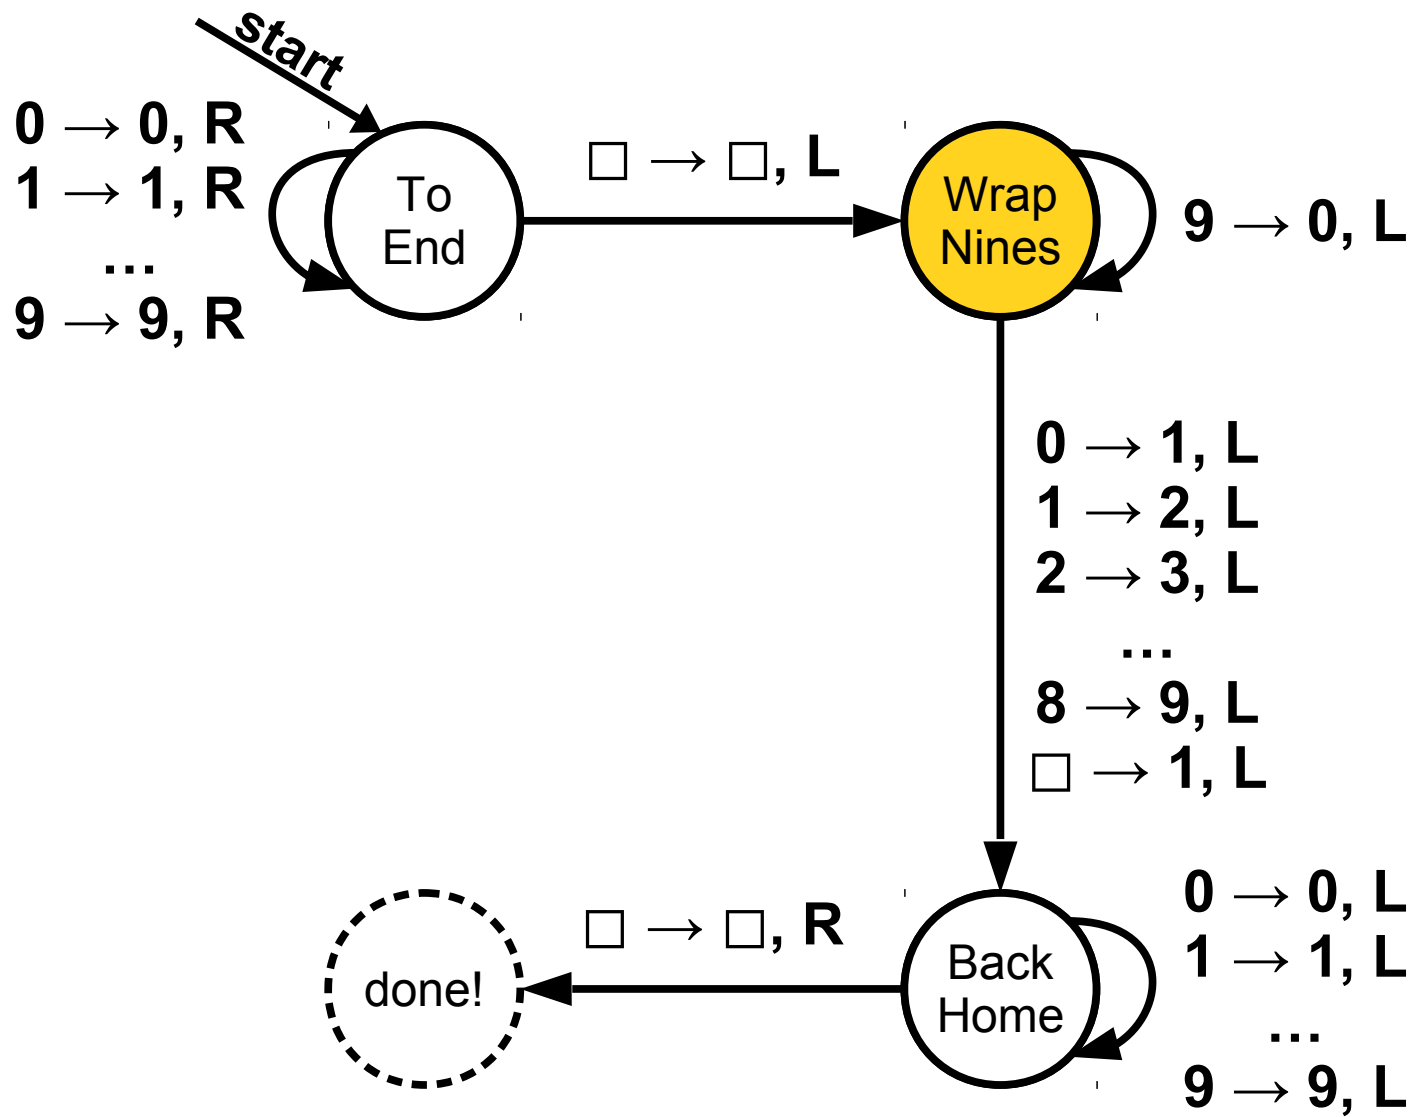 start
0 → 0, R
1 → 1, R
...
9 → 9, R
To
End
□ → □, L
Wrap
Nines
9 → 0, L
0 → 1, L
1 → 2, L
2 → 3, L
...
8 → 9, L
□ → 1, L
done!
□ → □, R
Back
Home
0 → 0, L
1 → 1, L
...
9 → 9, L